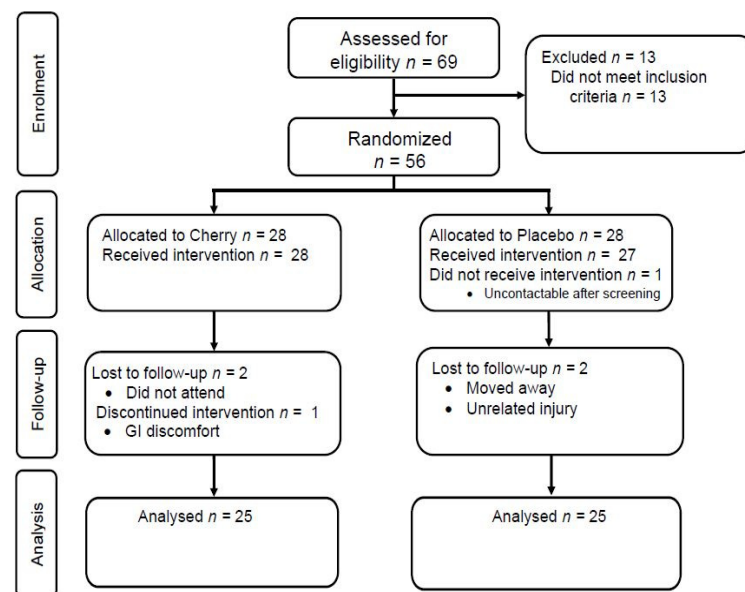 Enrolment
Assessed for
eligibility n = 69
Excluded n = 13
Did not meet inclusion
criteria n = 13
Randomized
n = 56
Allocation
Allocated to Cherry n = 28
Received intervention n = 28
Allocated to Placebo n = 28
Received intervention n = 27
Did not receive intervention n = 1
• Uncontactable after screening
Follow-up
Lost to follow-up n = 2
• Did not attend
Discontinued intervention n = 1
• GI discomfort
Lost to follow-up n = 2
• Moved away
• Unrelated injury
Analysis
Analysed n = 25
Analysed n = 25